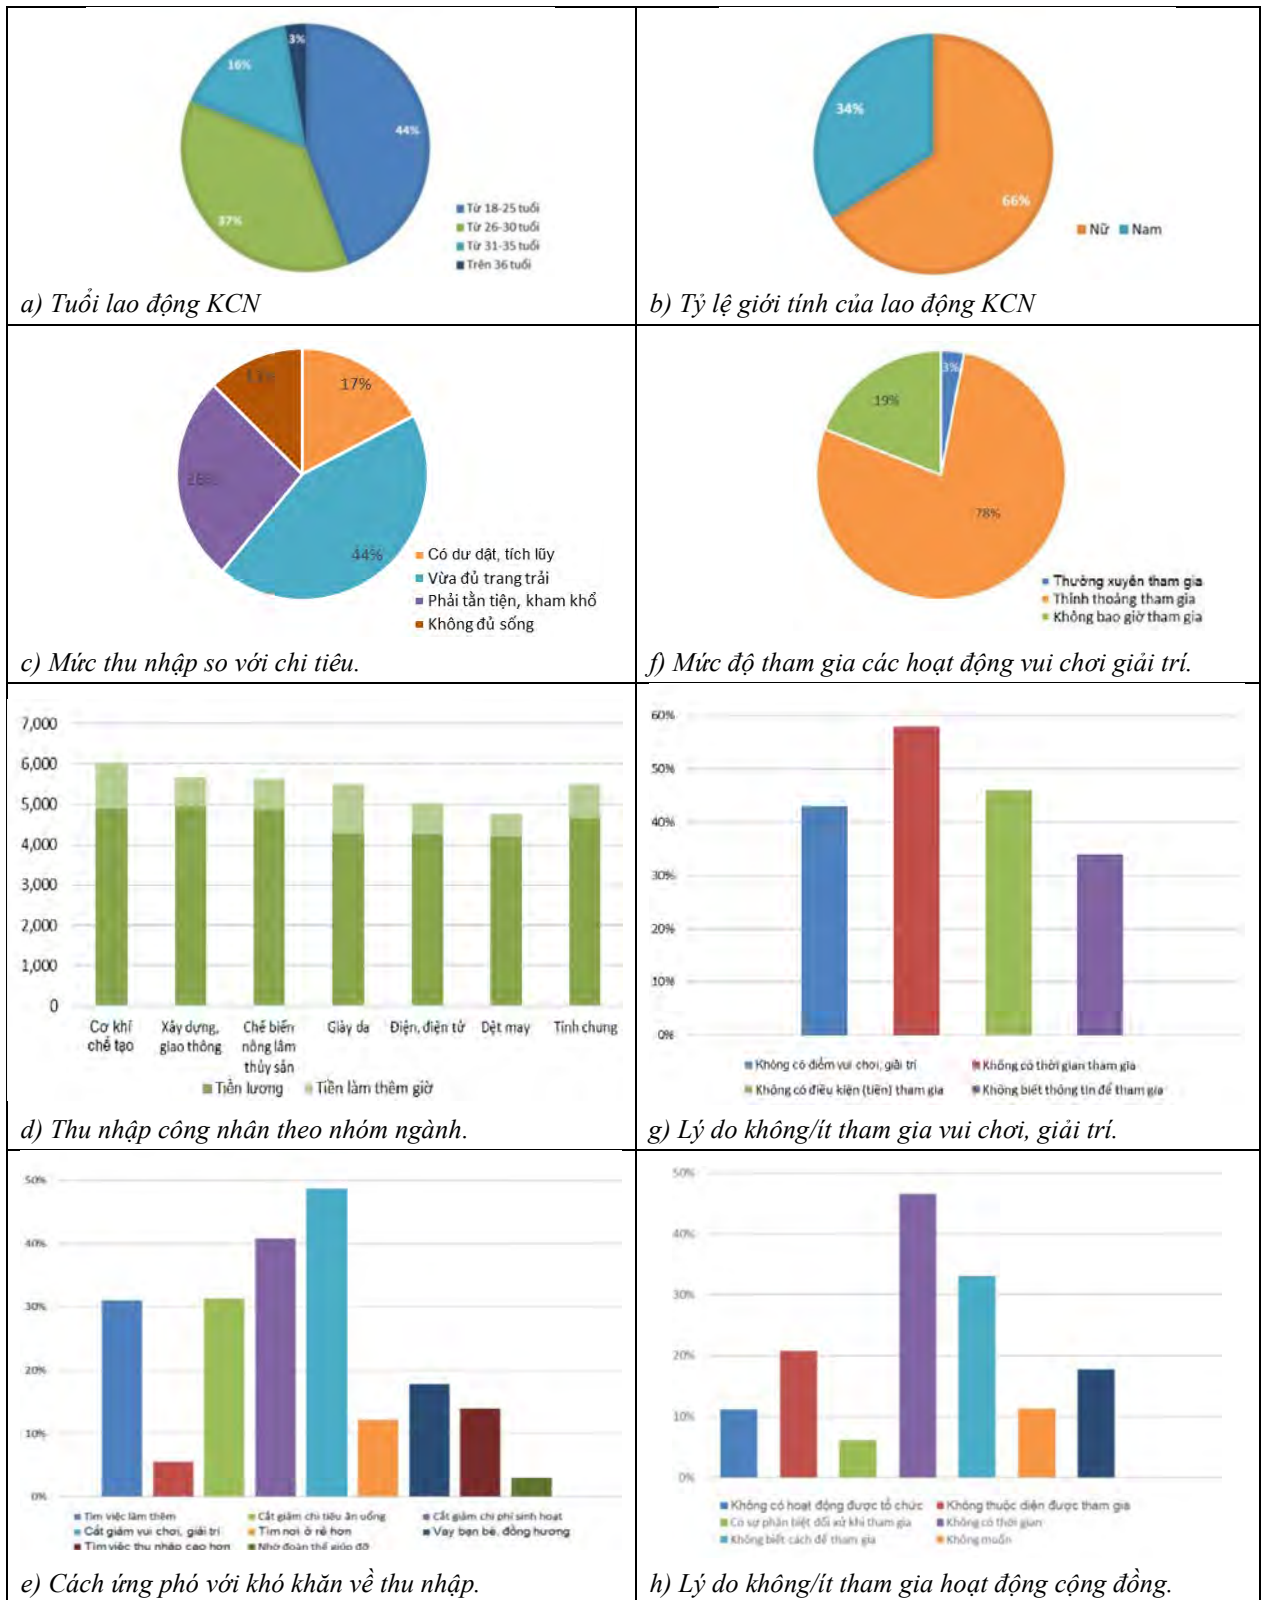 3%
16%
44%
37%
Từ 18-25 tuổi
Từ 26-30 tuổi
Từ 31-35 tuổi
Trên 36 tuổi
a) Tuổi lao động KCN
34%
66%
Nữ Nam
b) Tỷ lệ giới tính của lao động KCN
17%
44%
Có dư dật, tích lũy
Vừa đủ trang trải
Phải tằn tiện, kham khổ
Không đủ sống
c) Mức thu nhập so với chi tiêu.
3%
19%
78%
Thường xuyên tham gia
Thỉnh thoảng tham gia
Không bao giờ tham gia
f) Mức độ tham gia các hoạt động vui chơi giải trí.
7,000
6,000
5,000
4,000
3,000
2,000
1,000
0
Cơ khí chế tạo
Xây dựng, giao thông
Chế biến nông lâm thủy sản
Giày da
Điện, điện tử
Dệt may
Tính chung
Tiền lương Tiền làm thêm giờ
d) Thu nhập công nhân theo nhóm ngành.
60%
50%
40%
30%
20%
10%
0%
Không có điểm vui chơi, giải trí Không có thời gian tham gia
Không có điều kiện (tiền) tham gia Không biết thông tin để tham gia
g) Lý do không/ít tham gia vui chơi, giải trí.
50%
40%
30%
20%
10%
0%
Tìm việc làm thêm Cắt giảm chi tiêu ăn uống Cắt giảm chi phí sinh hoạt
Cắt giảm vui chơi, giải trí Tìm nơi ở rẻ hơn Vay bạn bè, đồng hương
Tìm việc thu nhập cao hơn Nhờ đoàn thể giúp đỡ
e) Cách ứng phó với khó khăn về thu nhập.
50%
40%
30%
20%
10%
0%
Không có hoạt động được tổ chức Không thuộc diện được tham gia
Có sự phân biệt đối xử khi tham gia Không có thời gian
Không biết cách để tham gia Không muốn
h) Lý do không/ít tham gia hoạt động cộng đồng.